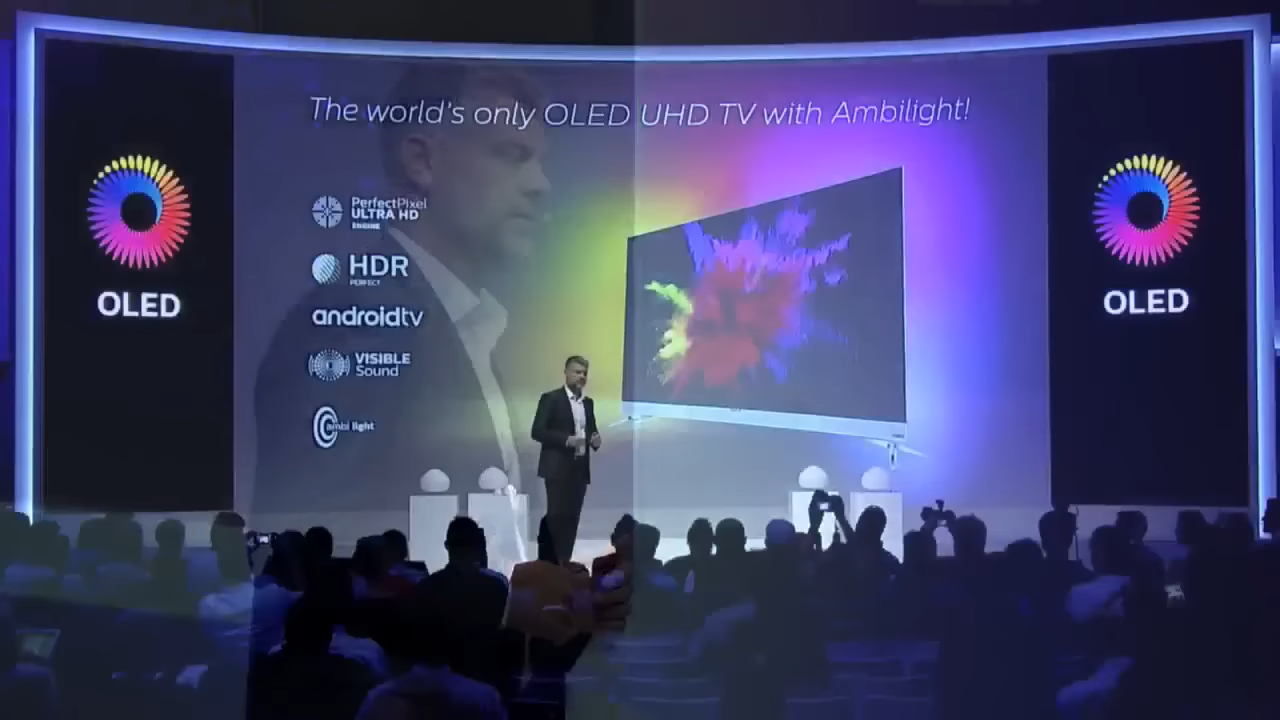 The world's only OLED UHD TV with Ambilight!
PerfectPixel
ULTRA HD
ENGINE
HDR
PERFECT
androidtv
VISIBLE
Sound
ambi light
OLED
OLED